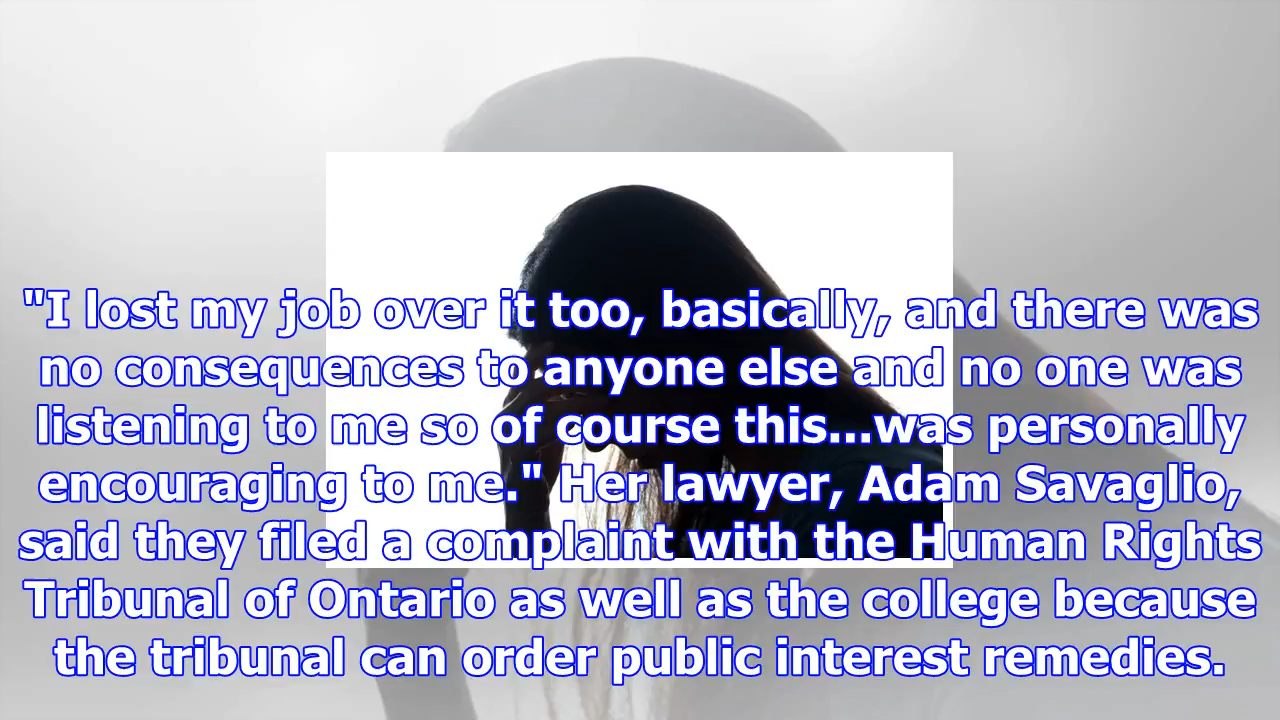 "I lost my job over it too, basically, and there was
no consequences to anyone else and no one was
listening to me so of course this...was personally
encouraging to me." Her lawyer, Adam Savaglio,
said they filed a complaint with the Human Rights
Tribunal of Ontario as well as the college because
the tribunal can order public interest remedies.